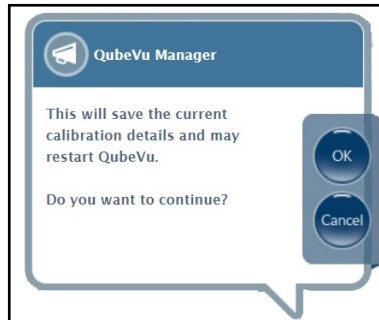 QubeVu Manager
This will save the current
calibration details and may
restart QubeVu.
Do you want to continue?
OK
Cancel